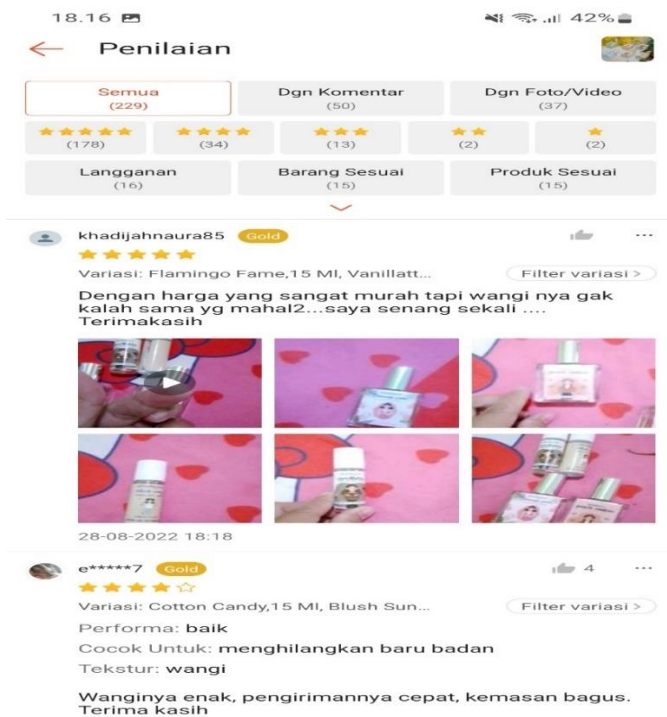 18.16 42%
Penilaian
Semua Dgn Komentar Dgn Foto/Video
(229) (50) (37)
(178) (34) (13) (2) (2)
Langganan Barang Sesuai Produk Sesuai
(16) (15) (15)
khadijahnaura85 Gold
Variasi: Flamingo Fame,15 Ml, Vanillatt... Filter variasi >
Dengan harga yang sangat murah tapi wangi nya gak
kalah sama yg mahal2...saya senang sekali ....
Terimakasih
28-08-2022 18:18
e*****7 Gold 4
Variasi: Cotton Candy,15 Ml, Blush Sun... Filter variasi >
Performa: baik
Cocok Untuk: menghilangkan baru badan
Tekstur: wangi
Wanginya enak, pengirimannya cepat, kemasan bagus.
Terima kasih